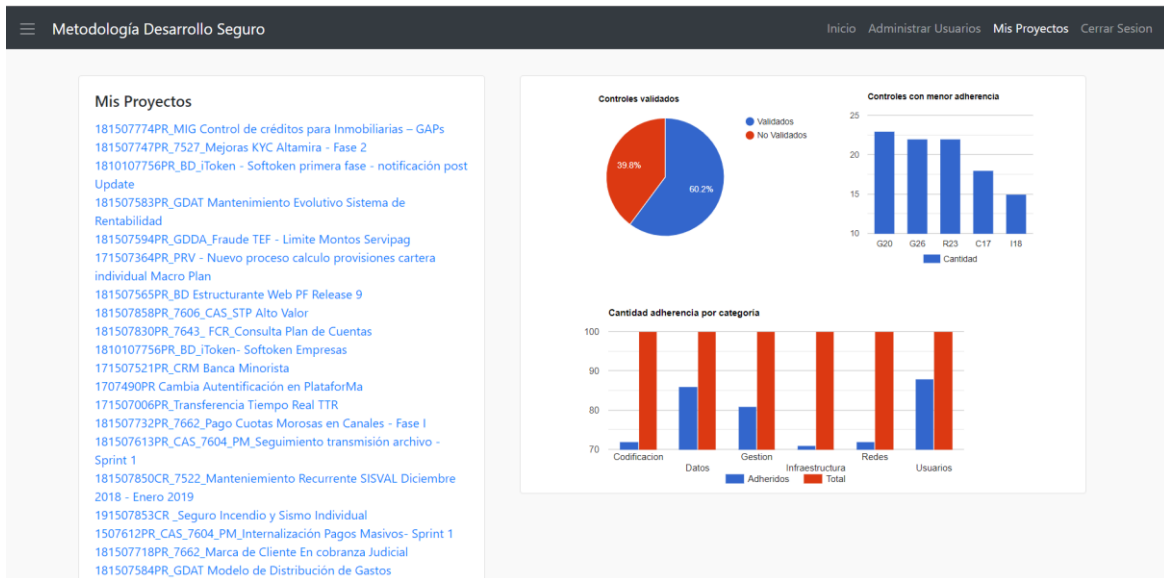 Metodología Desarrollo Seguro
Inicio Administrar Usuarios Mis Proyectos Cerrar Sesion
Mis Proyectos
181507774PR_MIG Control de créditos para Inmobiliarias – GAPs
181507747PR_7527_Mejoras KYC Altamira - Fase 2
1810107756PR_BD_iToken - Softoken primera fase - notificación post
Update
181507583PR_GDAT Mantenimiento Evolutivo Sistema de
Rentabilidad
181507594PR_GDDA_Fraude TEF - Limite Montos Servipag
171507364PR_PRV - Nuevo proceso calculo provisiones cartera
individual Macro Plan
181507565PR_BD Estructurante Web PF Release 9
181507858PR_7606_CAS_STP Alto Valor
181507830PR_7643_ FCR_Consulta Plan de Cuentas
1810107756PR_BD_iToken- Softoken Empresas
171507521PR_CRM Banca Minorista
1707490PR Cambia Autentificación en PlataforMa
171507006PR_Transferencia Tiempo Real TTR
181507732PR_7662_Pago Cuotas Morosas en Canales - Fase I
181507613PR_CAS_7604_PM_Seguimiento transmisión archivo -
Sprint 1
181507850CR_7522_Manteniemiento Recurrente SISVAL Diciembre
2018 - Enero 2019
191507853CR _Seguro Incendio y Sismo Individual
1507612PR_CAS_7604_PM_Internalización Pagos Masivos- Sprint 1
181507718PR_7662_Marca de Cliente En cobranza Judicial
181507584PR_GDAT Modelo de Distribución de Gastos
Controles validados
Validados
No Validados
39.8%
60.2%
Controles con menor adherencia
25
20
15
10
G20 G26 R23 C17 I18
Cantidad
Cantidad adherencia por categoría
100
90
80
70
Codificacion Datos Gestion Infraestructura Redes Usuarios
Adheridos Total